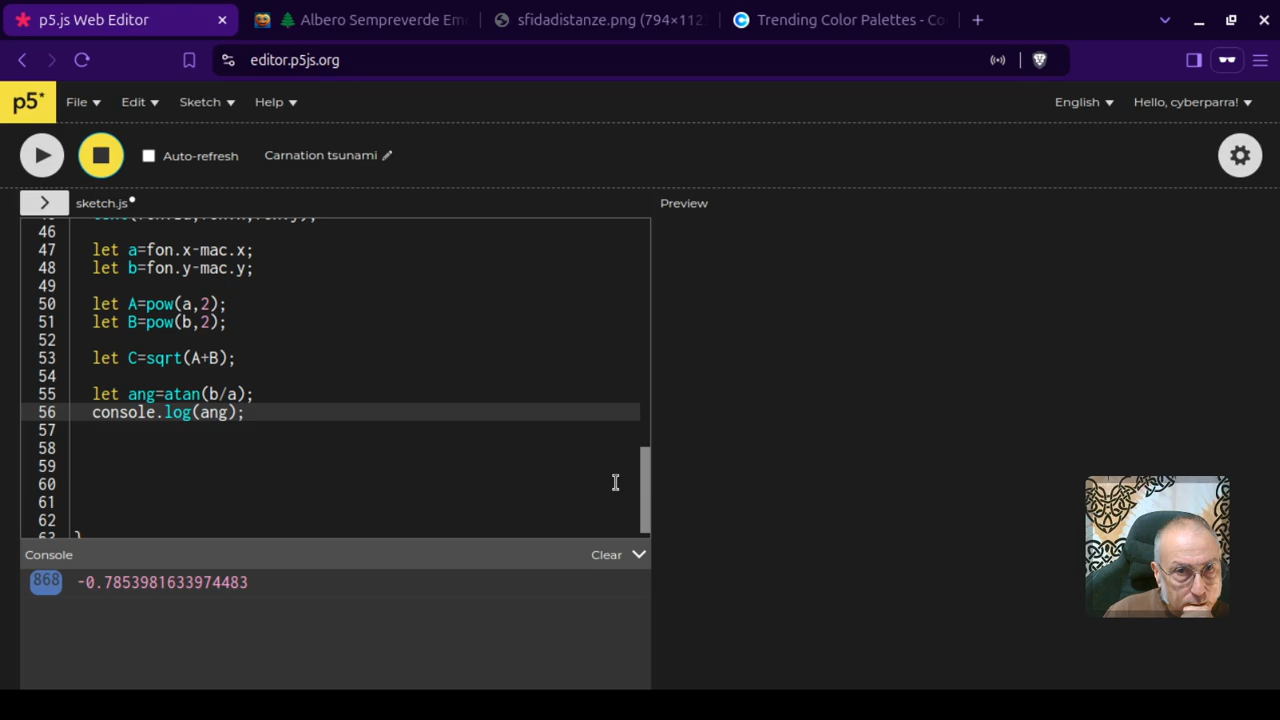 p5.js Web Editor
Albero Sempreverde Em
sfidadistanze.png (794×112
Trending Color Palettes - Co
editor.p5js.org
p5*
File
Edit
Sketch
Help
English
Hello, cyberparra!
Auto-refresh
Carnation tsunami
sketch.js
Preview
46
47 let a=fon.x-mac.x;
48 let b=fon.y-mac.y;
49
50 let A=pow(a,2);
51 let B=pow(b,2);
52
53 let C=sqrt(A+B);
54
55 let ang=atan(b/a);
56 console.log(ang);
57
58
59
60
61
62
63 }
Console
Clear
868 -0.7853981633974483